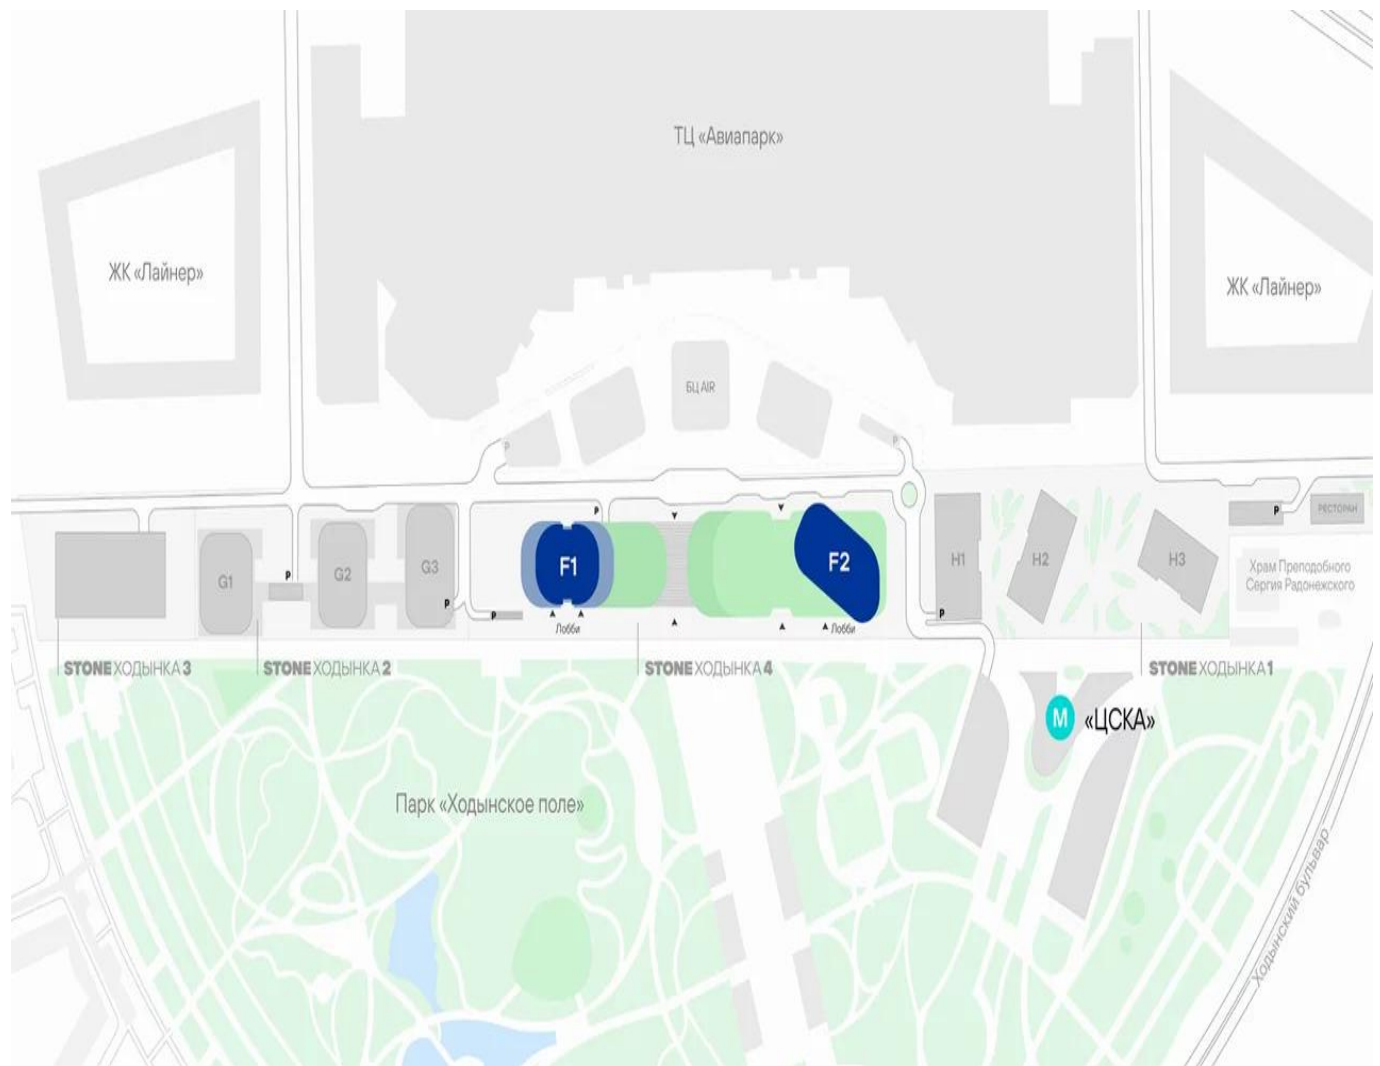 ТЦ «Авиапарк»
ЖК «Лайнер»
ЖК «Лайнер»
БЦ AIR
P
P
P
P
РЕСТОРАН
G1
G2
G3
F1
F2
H1
H2
H3
Храм Преподобного
Сергия Радонежского
P
P
P
P
Лобби
Лобби
STONE ХОДЫНКА 3
STONE ХОДЫНКА 2
STONE ХОДЫНКА 4
STONE ХОДЫНКА 1
М
«ЦСКА»
Парк «Ходынское поле»
Ходынский бульвар